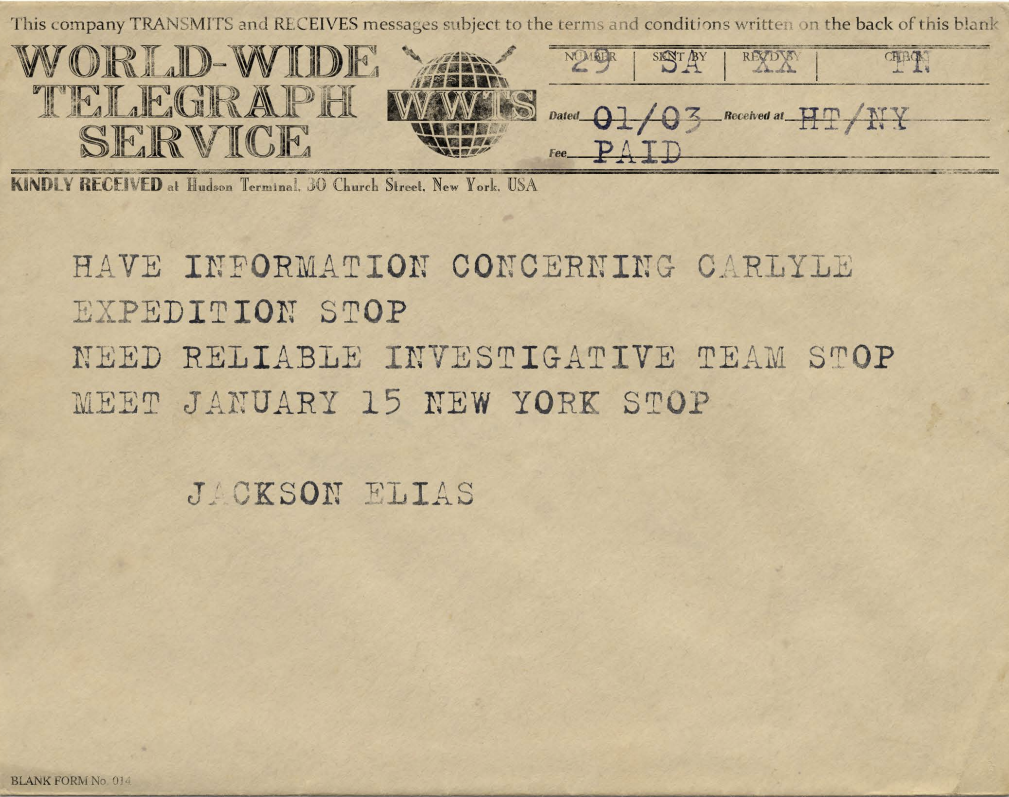 This company TRANSMITS and RECEIVES messages subject to the terms and conditions written on the back of this blank
WORLD-WIDE
TELEGRAPH
SERVICE
WWTS
NUMBER SENT BY REC'D BY CHECK
29 SA XX TN
Dated 01/03 Received at HT/NY
Fee PAID
KINDLY RECEIVED at Hudson Terminal, 30 Church Street, New York, USA
HAVE INFORMATION CONCERNING CARLYLE
EXPEDITION STOP
NEED RELIABLE INVESTIGATIVE TEAM STOP
MEET JANUARY 15 NEW YORK STOP
JACKSON ELIAS
BLANK FORM No. 014